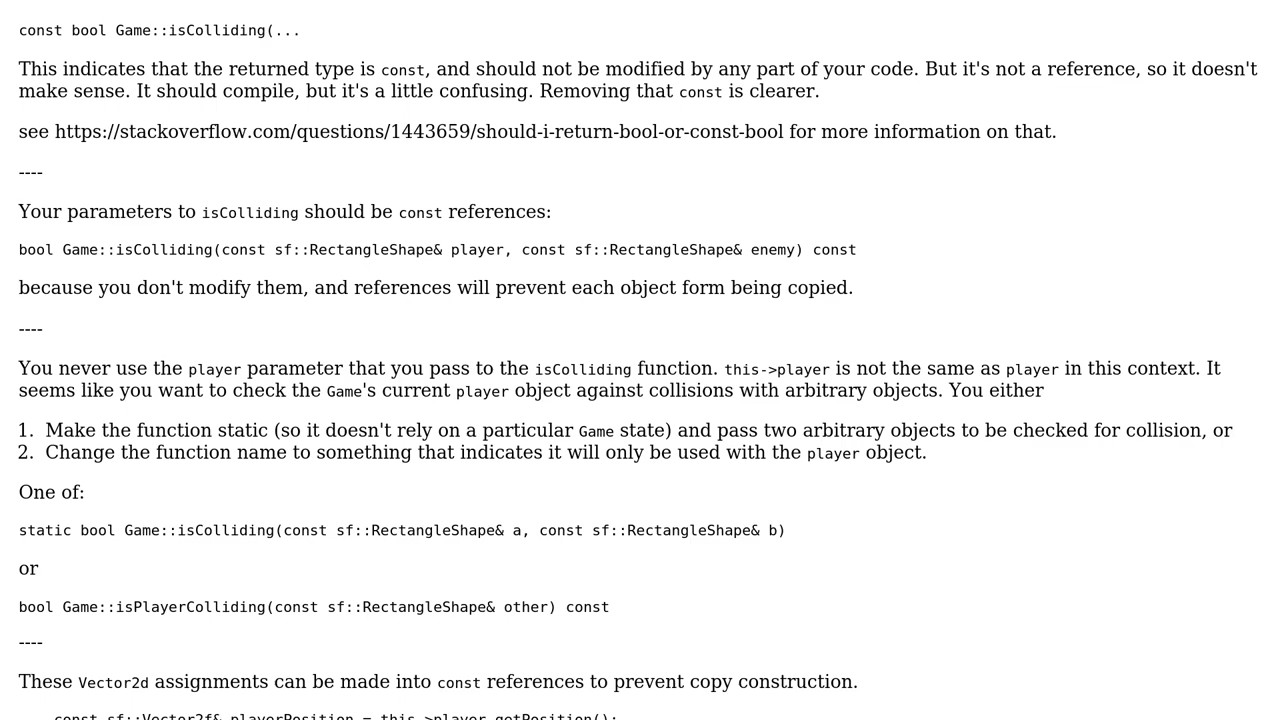 const bool Game::isColliding(...
This indicates that the returned type is const, and should not be modified by any part of your code. But it's not a reference, so it doesn't
make sense. It should compile, but it's a little confusing. Removing that const is clearer.
see https://stackoverflow.com/questions/1443659/should-i-return-bool-or-const-bool for more information on that.
----
Your parameters to isColliding should be const references:
bool Game::isColliding(const sf::RectangleShape& player, const sf::RectangleShape& enemy) const
because you don't modify them, and references will prevent each object form being copied.
----
You never use the player parameter that you pass to the isColliding function. this->player is not the same as player in this context. It
seems like you want to check the Game's current player object against collisions with arbitrary objects. You either
1. Make the function static (so it doesn't rely on a particular Game state) and pass two arbitrary objects to be checked for collision, or
2. Change the function name to something that indicates it will only be used with the player object.
One of:
static bool Game::isColliding(const sf::RectangleShape& a, const sf::RectangleShape& b)
or
bool Game::isPlayerColliding(const sf::RectangleShape& other) const
----
These Vector2d assignments can be made into const references to prevent copy construction.
const sf::Vector2f& playerPosition = this->player.getPosition();